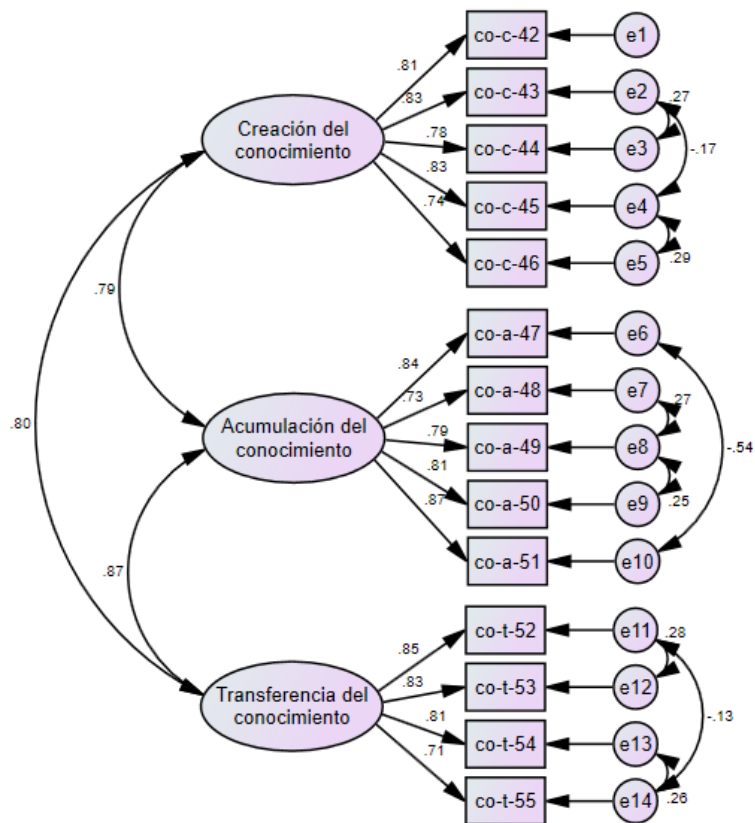 co-c-42
e1
.81
co-c-43
e2
.27
.83
Creación del
conocimiento
.78
co-c-44
e3
-.17
.83
co-c-45
e4
.74
co-c-46
e5
.29
.79
co-a-47
e6
.84
.73
co-a-48
e7
.27
Acumulación del
conocimiento
.79
co-a-49
e8
-.54
.80
.81
co-a-50
e9
.25
.87
co-a-51
e10
.87
co-t-52
e11
.28
.85
.83
co-t-53
e12
Transferencia del
conocimiento
-.13
.81
co-t-54
e13
.71
co-t-55
e14
.26